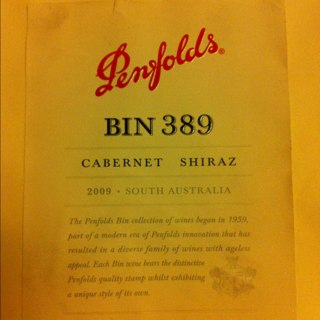 Penfolds®
BIN 389
CABERNET SHIRAZ
2009 · SOUTH AUSTRALIA
The Penfolds Bin collection of wines began in 1959,
part of a modern era of Penfolds innovation that has
resulted in a diverse family of wines with ageless
appeal. Each Bin wine bears the distinctive
Penfolds quality stamp whilst exhibiting
a unique style of its own.